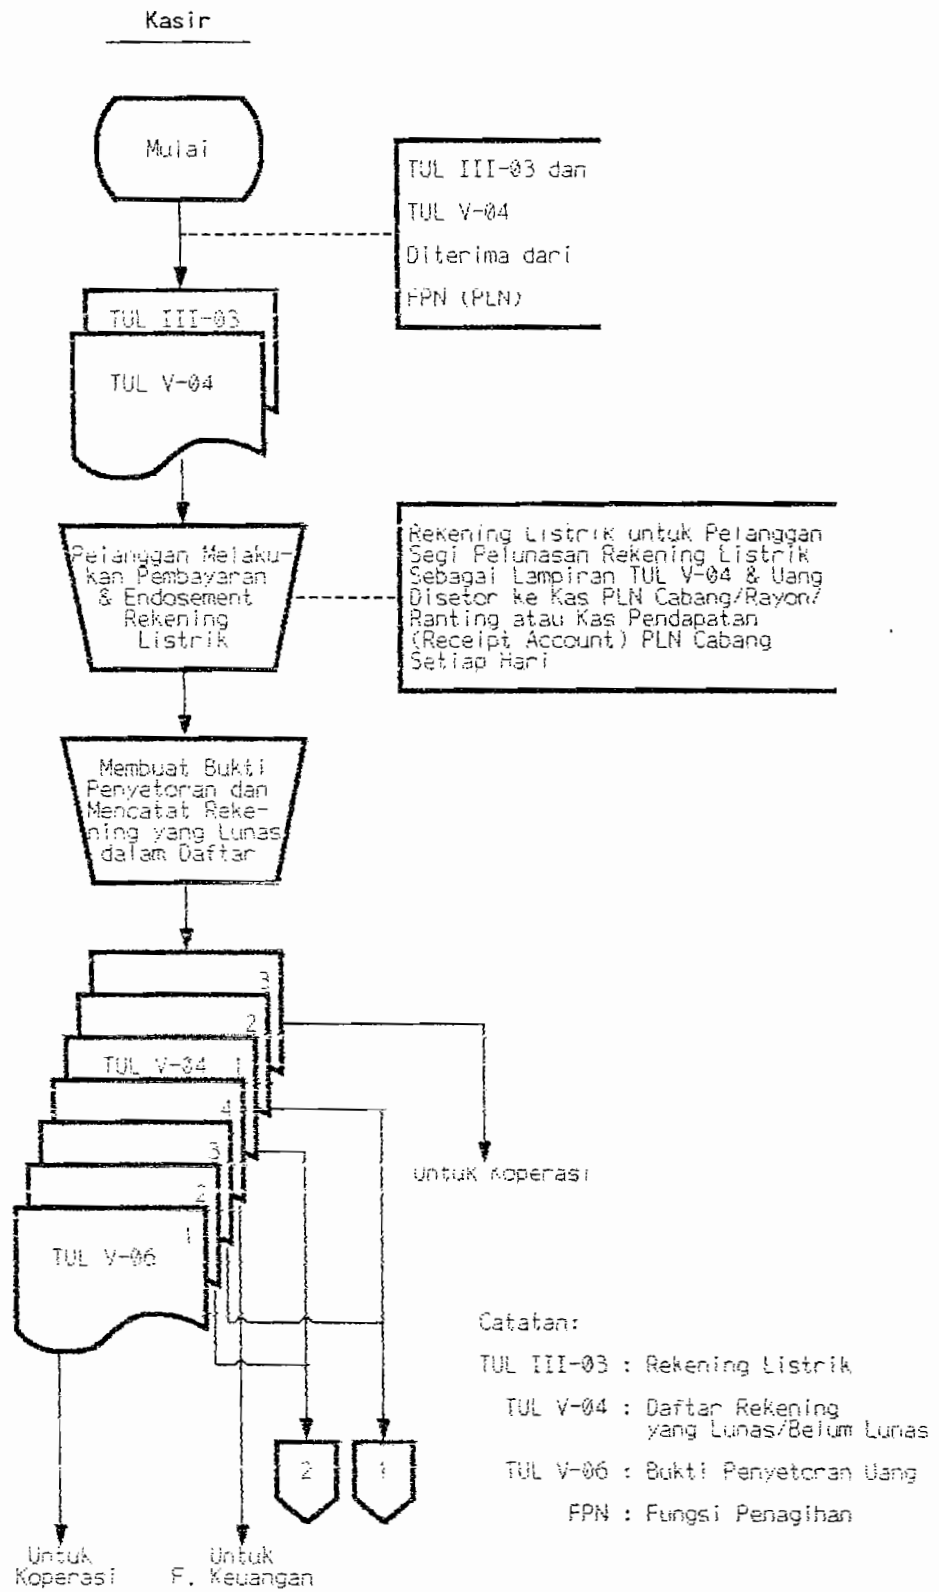 Kasir
Mulai
TUL III-03 dan
TUL V-04
Diterima dari
FPN (PLN)
TUL III-03
TUL V-04
Pelanggan Melaku-
kan Pembayaran
& Endosement
Rekening
Listrik
Rekening Listrik untuk Pelanggan
Segi Pelunasan Rekening Listrik
Sebagai Lampiran TUL V-04 & Uang
Disetor ke Kas PLN Cabang/Rayon/
Ranting atau Kas Pendapatan
(Receipt Account) PLN Cabang
Setiap Hari
Membuat Bukti
Penyetoran dan
Mencatat Reke-
ning yang Lunas
dalam Daftar
3
2
TUL V-04 1
4
3
2
1
TUL V-06
Untuk Koperasi
Catatan:
TUL III-03 : Rekening Listrik
TUL V-04 : Daftar Rekening
yang Lunas/Belum Lunas
TUL V-06 : Bukti Penyetoran Uang
FPN : Fungsi Penagihan
2
1
Untuk
Koperasi
Untuk
F. Keuangan